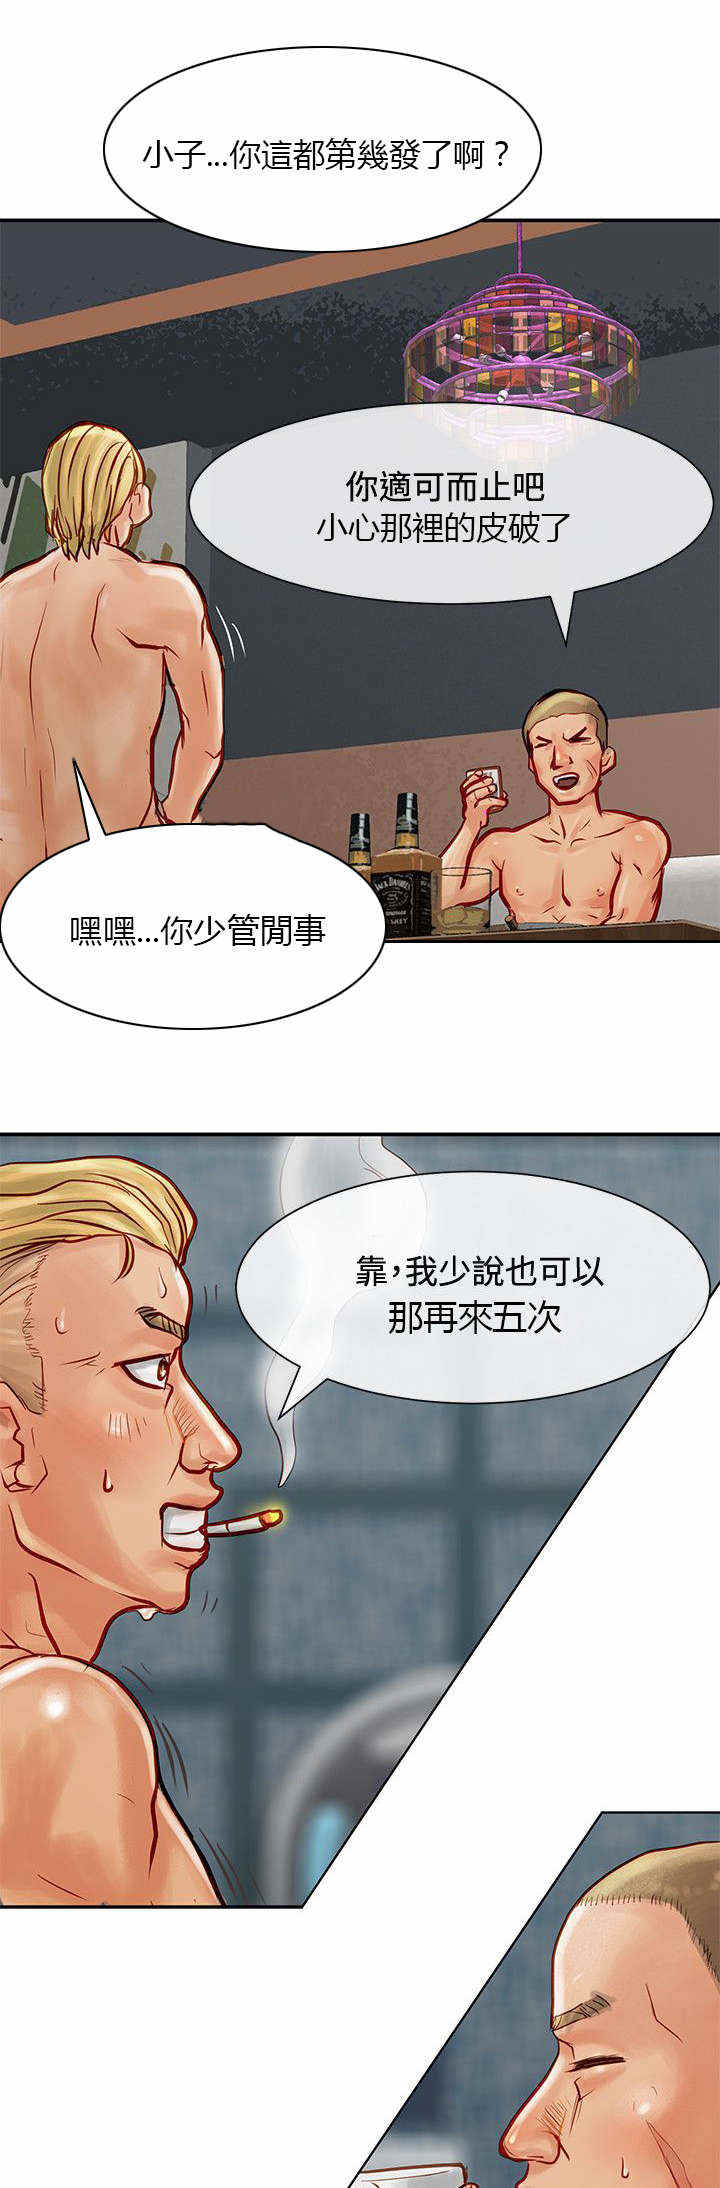 小子...你這都第幾發了啊？
你適可而止吧
小心那裡的皮破了
JACK DANIEL'S
嘿嘿...你少管閒事
靠，我少說也可以
那再來五次